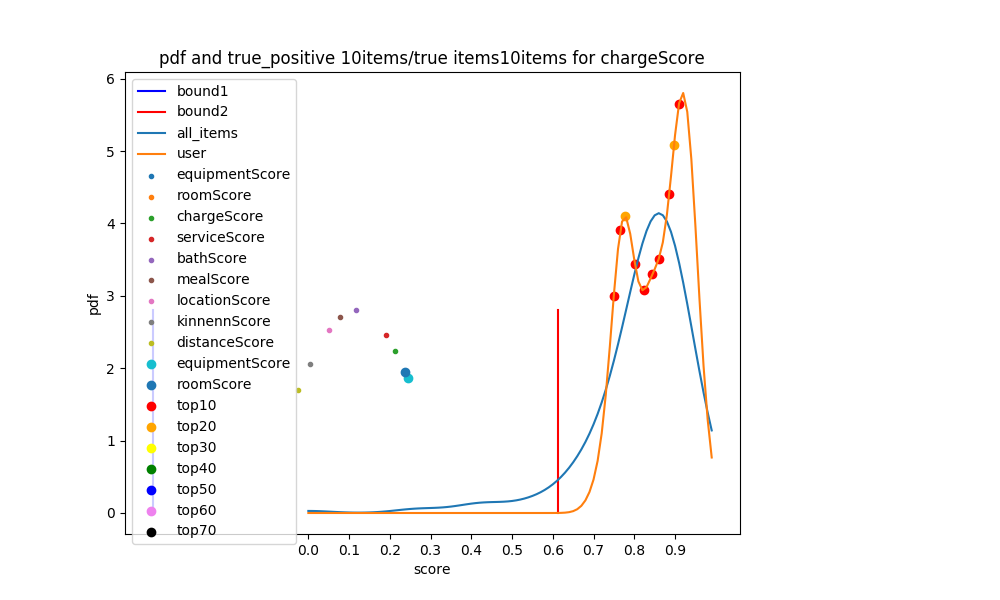 pdf and true_positive 10items/true items10items for chargeScore
6
5
4
3
2
1
0
pdf
bound1
bound2
all_items
user
equipmentScore
roomScore
chargeScore
serviceScore
bathScore
mealScore
locationScore
kinnennScore
distanceScore
equipmentScore
roomScore
top10
top20
top30
top40
top50
top60
top70
0.0 0.1 0.2 0.3 0.4 0.5 0.6 0.7 0.8 0.9
score